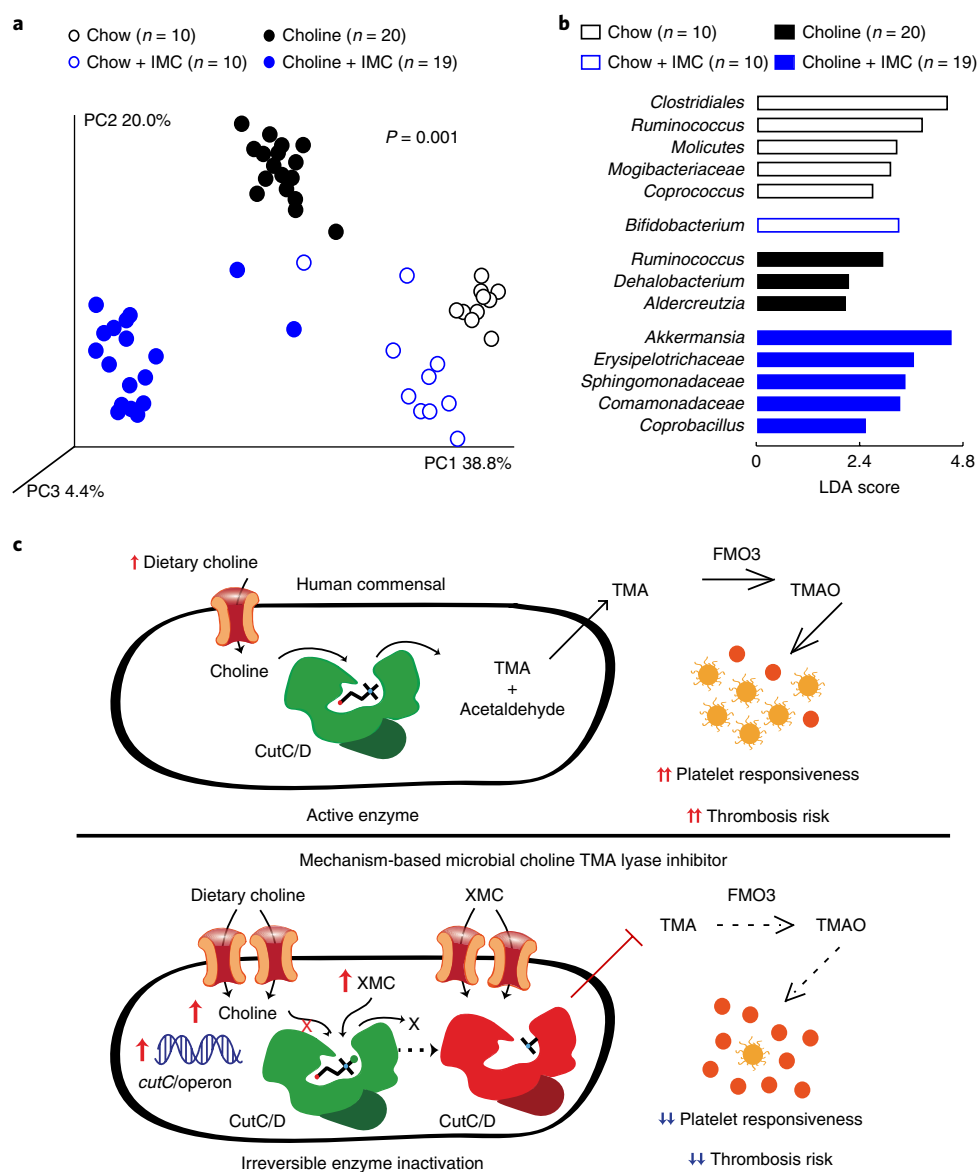 a
Chow (n = 10)
Choline (n = 20)
Chow + IMC (n = 10)
Choline + IMC (n = 19)
PC2 20.0%
P = 0.001
PC1 38.8%
PC3 4.4%
b
Chow (n = 10)
Choline (n = 20)
Chow + IMC (n = 10)
Choline + IMC (n = 19)
Clostridiales
Ruminococcus
Molicutes
Mogibacteriaceae
Coprococcus
Bifidobacterium
Ruminococcus
Dehalobacterium
Aldercreutzia
Akkermansia
Erysipelotrichaceae
Sphingomonadaceae
Comamonadaceae
Coprobacillus
0 2.4 4.8
LDA score
c
↑ Dietary choline
Human commensal
Choline
CutC/D
TMA
+
Acetaldehyde
Active enzyme
TMA
FMO3
TMAO
↑↑ Platelet responsiveness
↑↑ Thrombosis risk
Mechanism-based microbial choline TMA lyase inhibitor
Dietary choline
XMC
↑ Choline
↑ XMC
X
X
↑
cutC/operon
CutC/D
CutC/D
Irreversible enzyme inactivation
TMA
FMO3
TMAO
↓↓ Platelet responsiveness
↓↓ Thrombosis risk